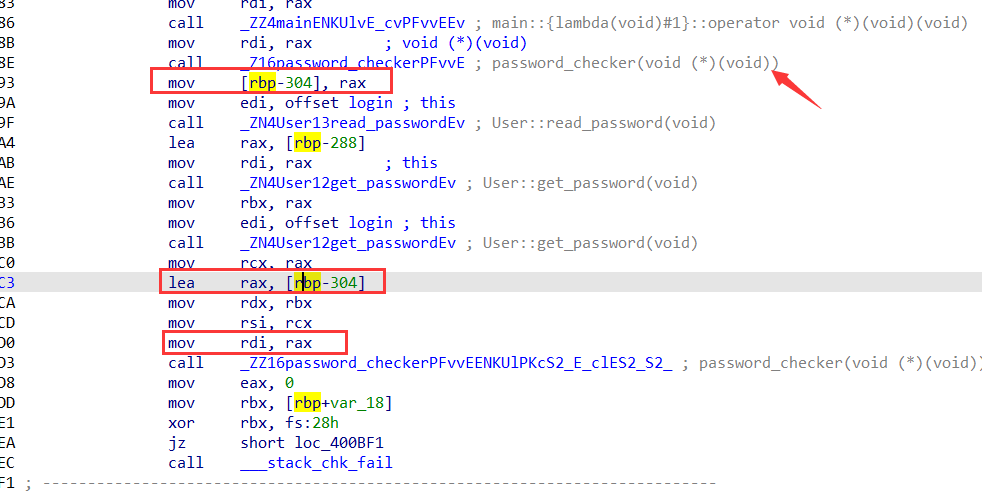 83 mov rdi, rax
86 call _ZZ4mainENKUlvE_cvPFvvEEv ; main::{lambda(void)#1}::operator void (*)(void)(void)
8B mov rdi, rax ; void (*)(void)
8E call _Z16password_checkerPFvvE ; password_checker(void (*)(void))
93 mov [rbp-304], rax
9A mov edi, offset login ; this
9F call _ZN4User13read_passwordEv ; User::read_password(void)
A4 lea rax, [rbp-288]
AB mov rdi, rax ; this
AE call _ZN4User12get_passwordEv ; User::get_password(void)
B3 mov rbx, rax
B6 mov edi, offset login ; this
BB call _ZN4User12get_passwordEv ; User::get_password(void)
C0 mov rcx, rax
C3 lea rax, [rbp-304]
CA mov rdx, rbx
CD mov rsi, rcx
D0 mov rdi, rax
D3 call _ZZ16password_checkerPFvvEENKUlPKcS2_E_clES2_S2_ ; password_checker(void (*)(void))
D8 mov eax, 0
DD mov rbx, [rbp+var_18]
E1 xor rbx, fs:28h
EA jz short loc_400BF1
EC call ___stack_chk_fail
F1 ; ---------------------------------------------------------------------------